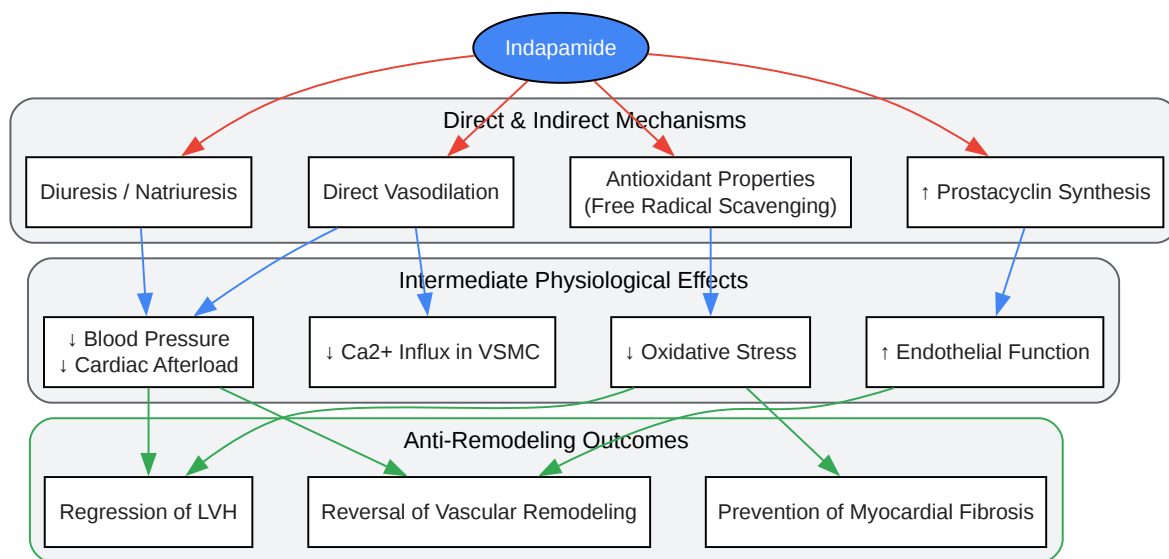 Indapamide
Direct & Indirect Mechanisms
Diuresis / Natriuresis
Direct Vasodilation
Antioxidant Properties
(Free Radical Scavenging)
↑ Prostacyclin Synthesis
Intermediate Physiological Effects
↓ Blood Pressure
↓ Cardiac Afterload
↓ Ca2+ Influx in VSMC
↓ Oxidative Stress
↑ Endothelial Function
Anti-Remodeling Outcomes
Regression of LVH
Reversal of Vascular Remodeling
Prevention of Myocardial Fibrosis